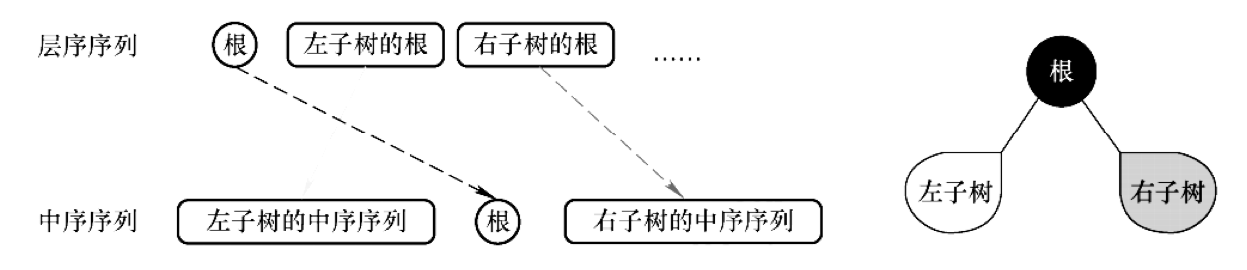 层序序列 根 左子树的根 右子树的根 ……
中序序列 左子树的中序序列 根 右子树的中序序列
根
左子树 右子树